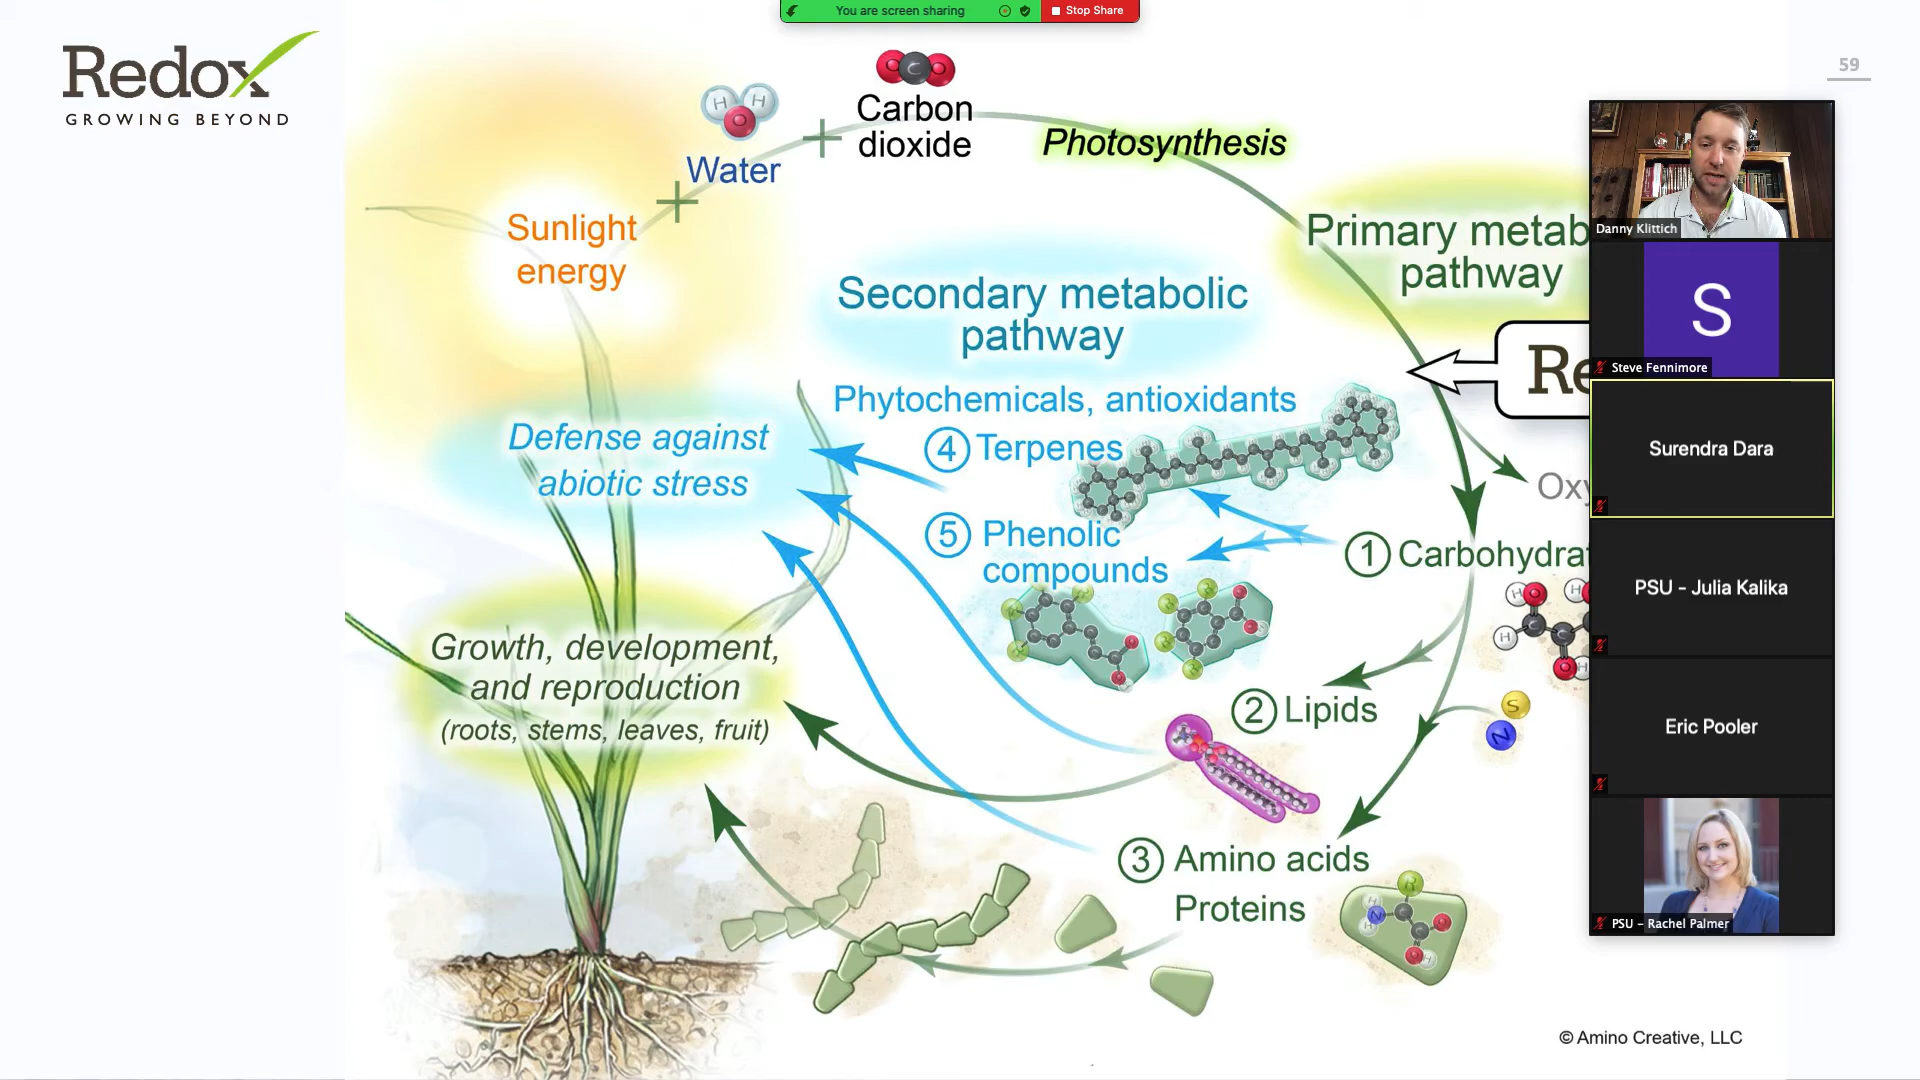 You are screen sharing
Stop Share
Redox
GROWING BEYOND
59
H H
O
O C O
Carbon
dioxide
Water
Photosynthesis
Sunlight
energy
Primary metab
pathway
Secondary metabolic
pathway
Re
Phytochemicals, antioxidants
4 Terpenes
Defense against
abiotic stress
Oxy
5 Phenolic
compounds
1 Carbohydrat
H H
C
H
Growth, development,
and reproduction
(roots, stems, leaves, fruit)
2 Lipids
S
N
3 Amino acids
Proteins
R
H
N
H
© Amino Creative, LLC
Danny Klittich
S
Steve Fennimore
Surendra Dara
PSU - Julia Kalika
Eric Pooler
PSU - Rachel Palmer